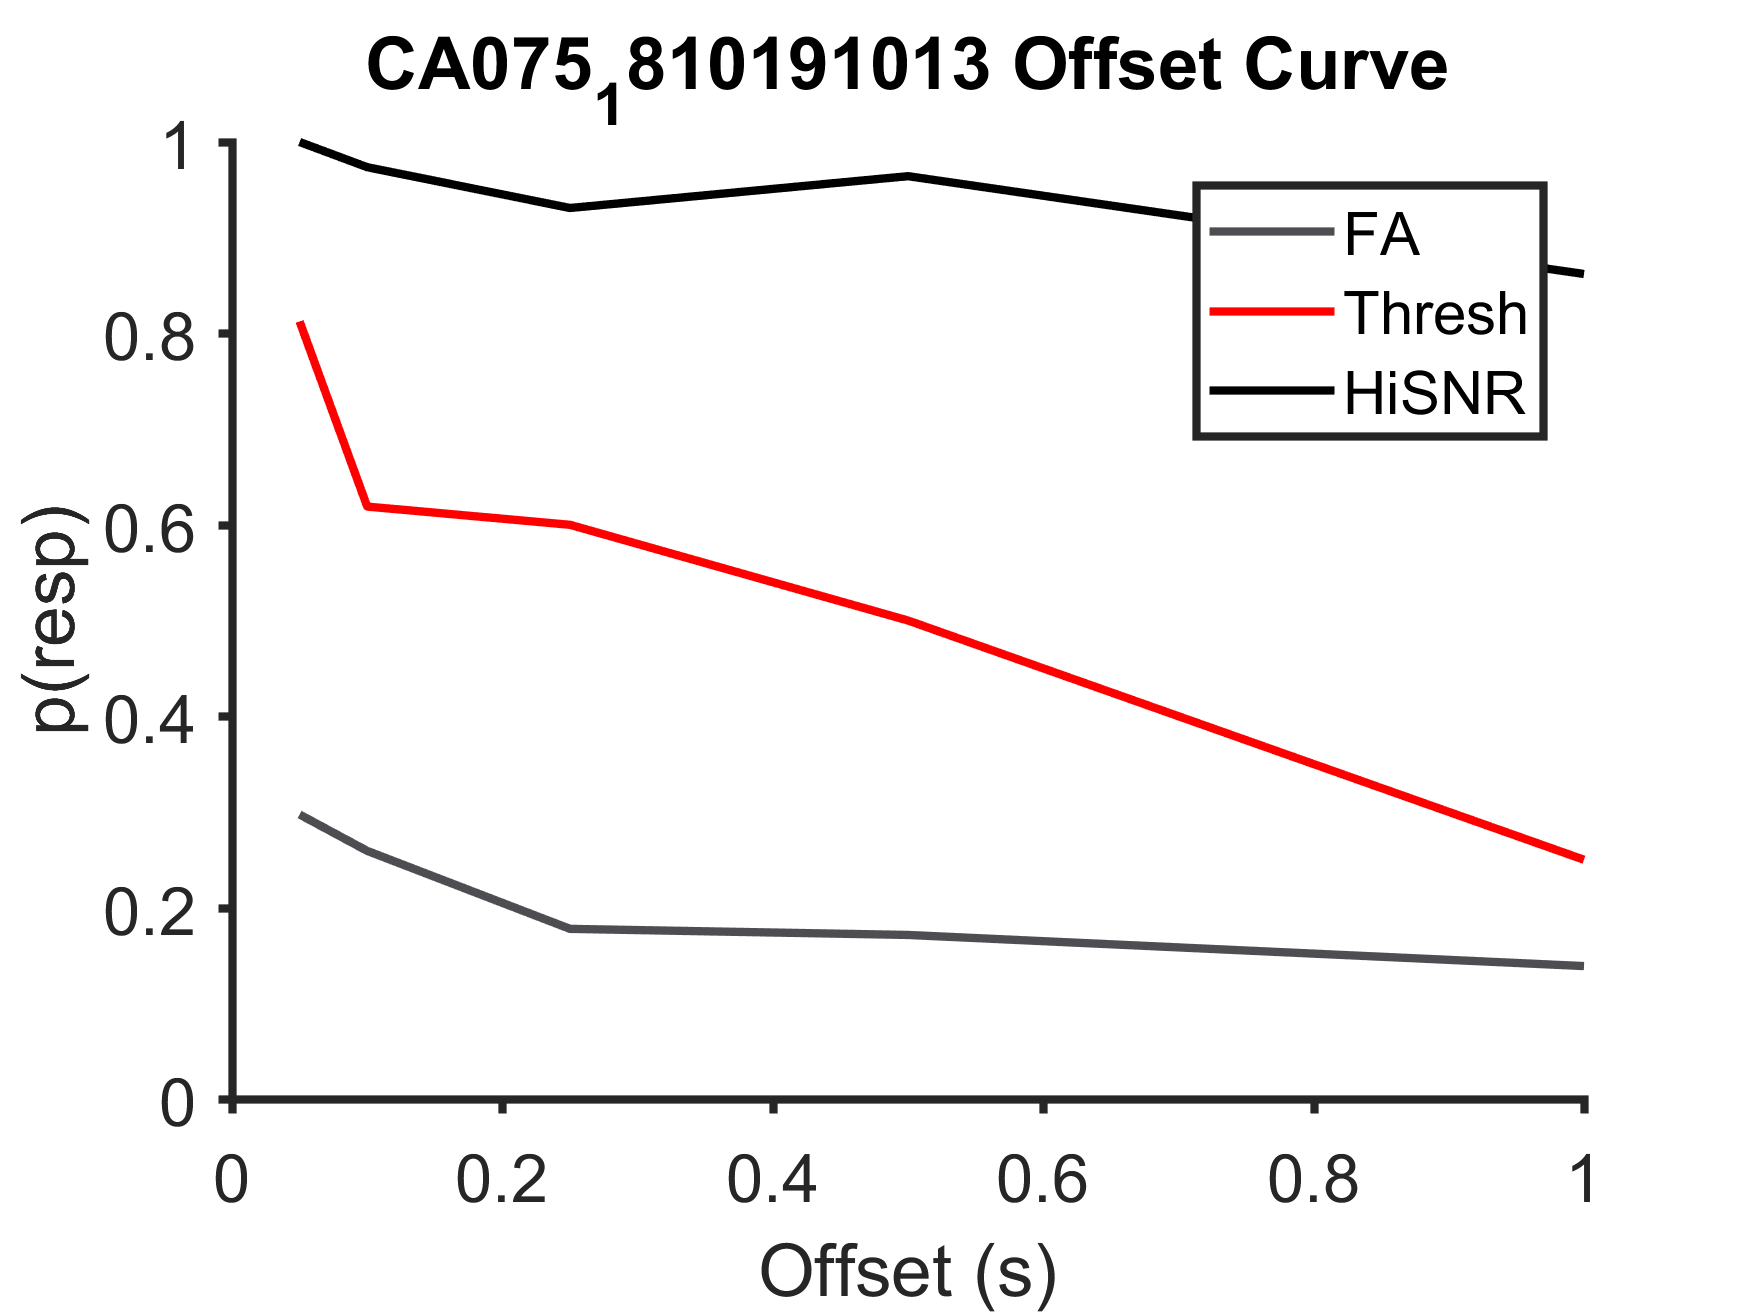 CA075₁810191013 Offset Curve
1
0.8
0.6
0.4
0.2
0
p(resp)
FA
Thresh
HiSNR
0 0.2 0.4 0.6 0.8 1
Offset (s)